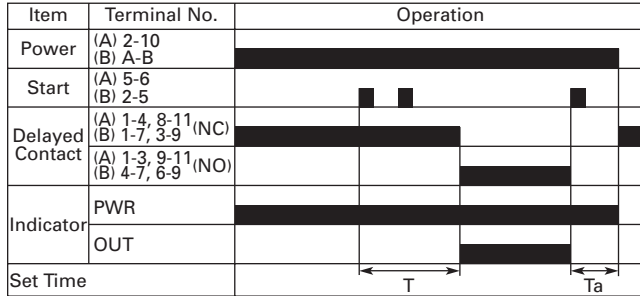 Item Terminal No. Operation
Power (A) 2-10
(B) A-B
Start (A) 5-6
(B) 2-5
Delayed Contact
(A) 1-4, 8-11
(B) 1-7, 3-9 (NC)
(A) 1-3, 9-11
(B) 4-7, 6-9 (NO)
Indicator PWR
OUT
Set Time T Ta